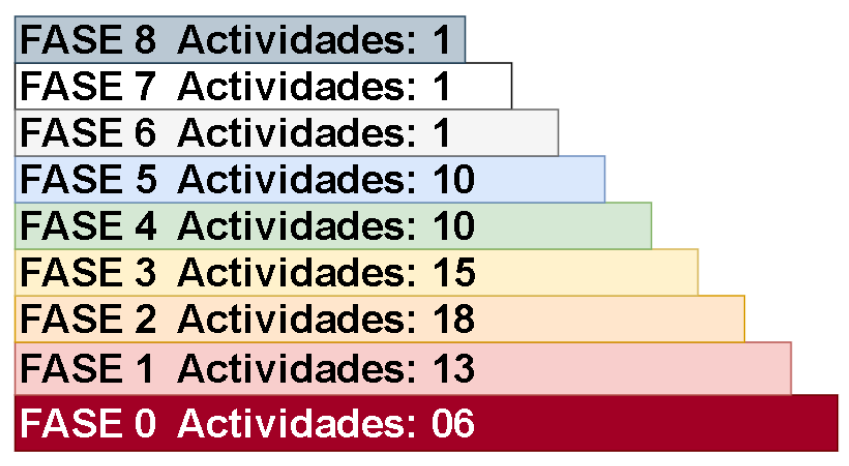 FASE 8 Actividades: 1
FASE 7 Actividades: 1
FASE 6 Actividades: 1
FASE 5 Actividades: 10
FASE 4 Actividades: 10
FASE 3 Actividades: 15
FASE 2 Actividades: 18
FASE 1 Actividades: 13
FASE 0 Actividades: 06